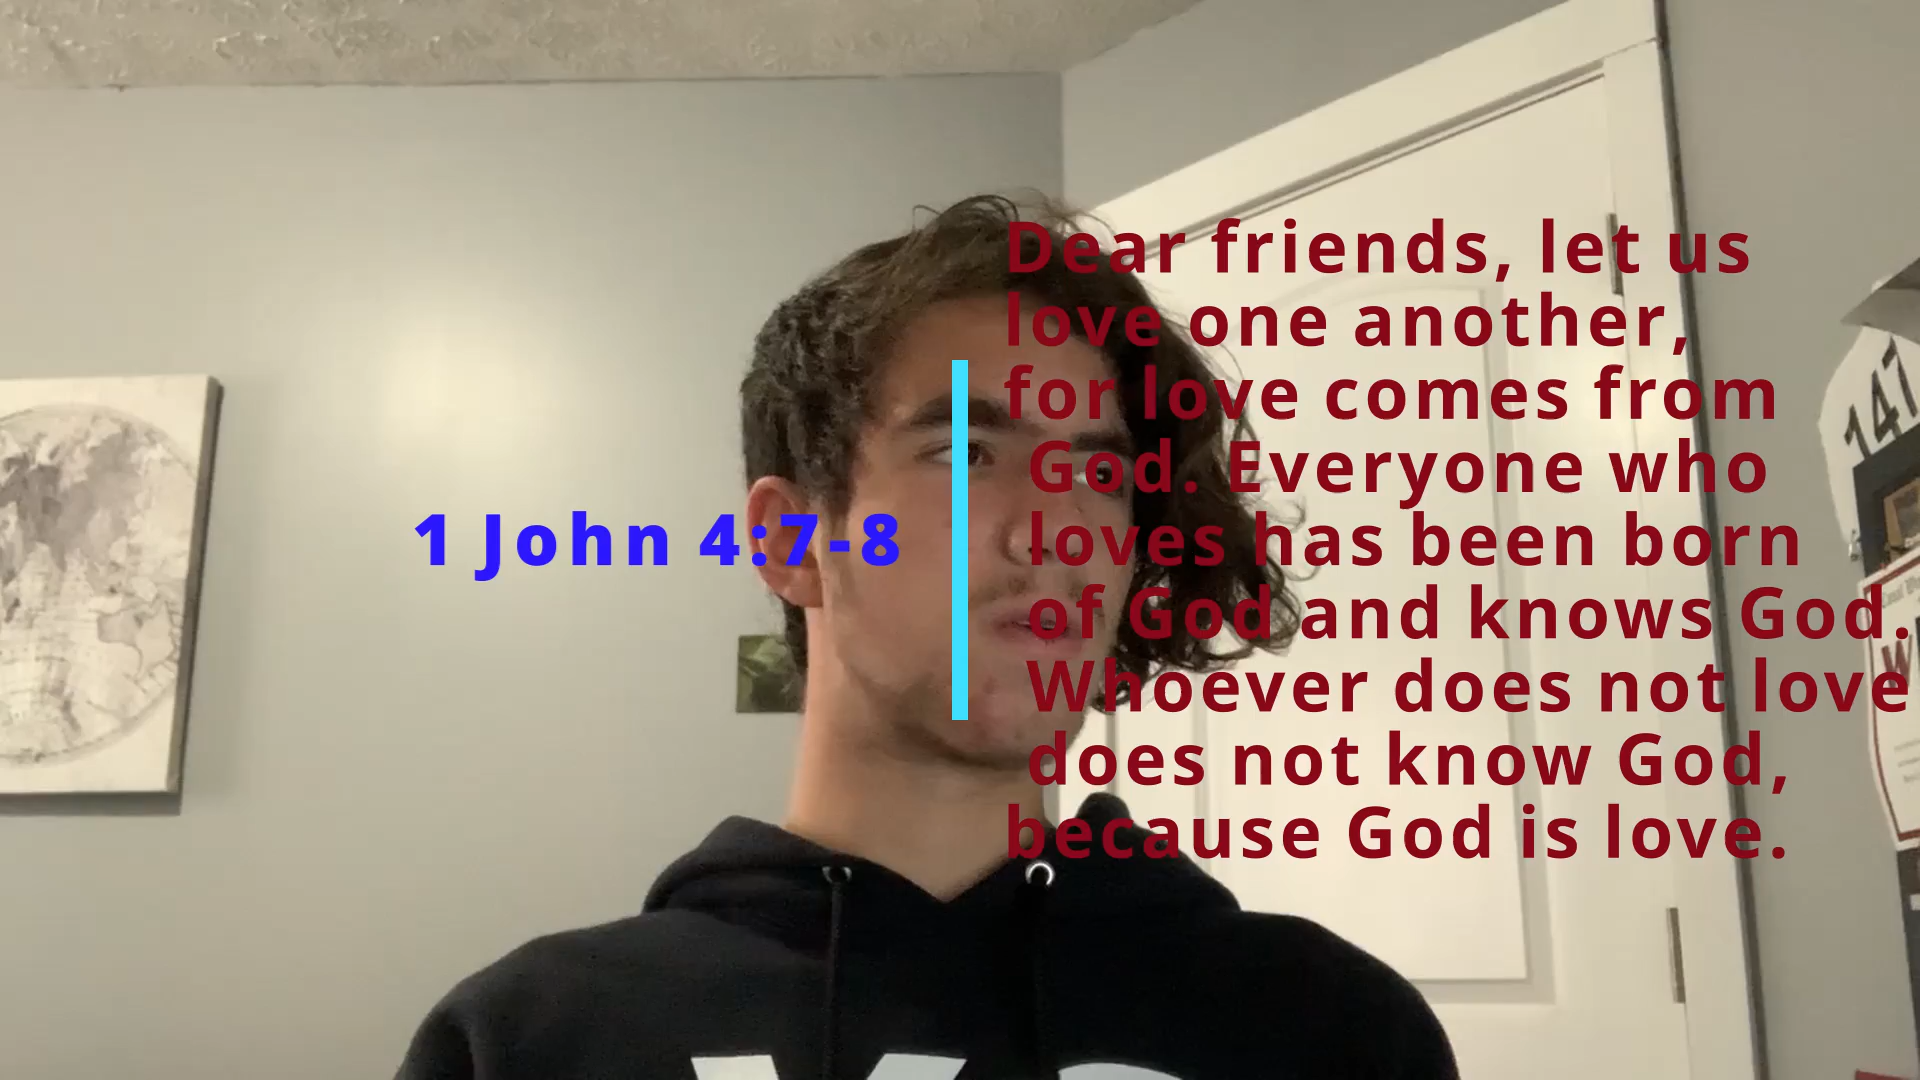 1 John 4:7-8
Dear friends, let us
love one another,
for love comes from
God. Everyone who
loves has been born
of God and knows God.
Whoever does not love
does not know God,
because God is love.
147
W